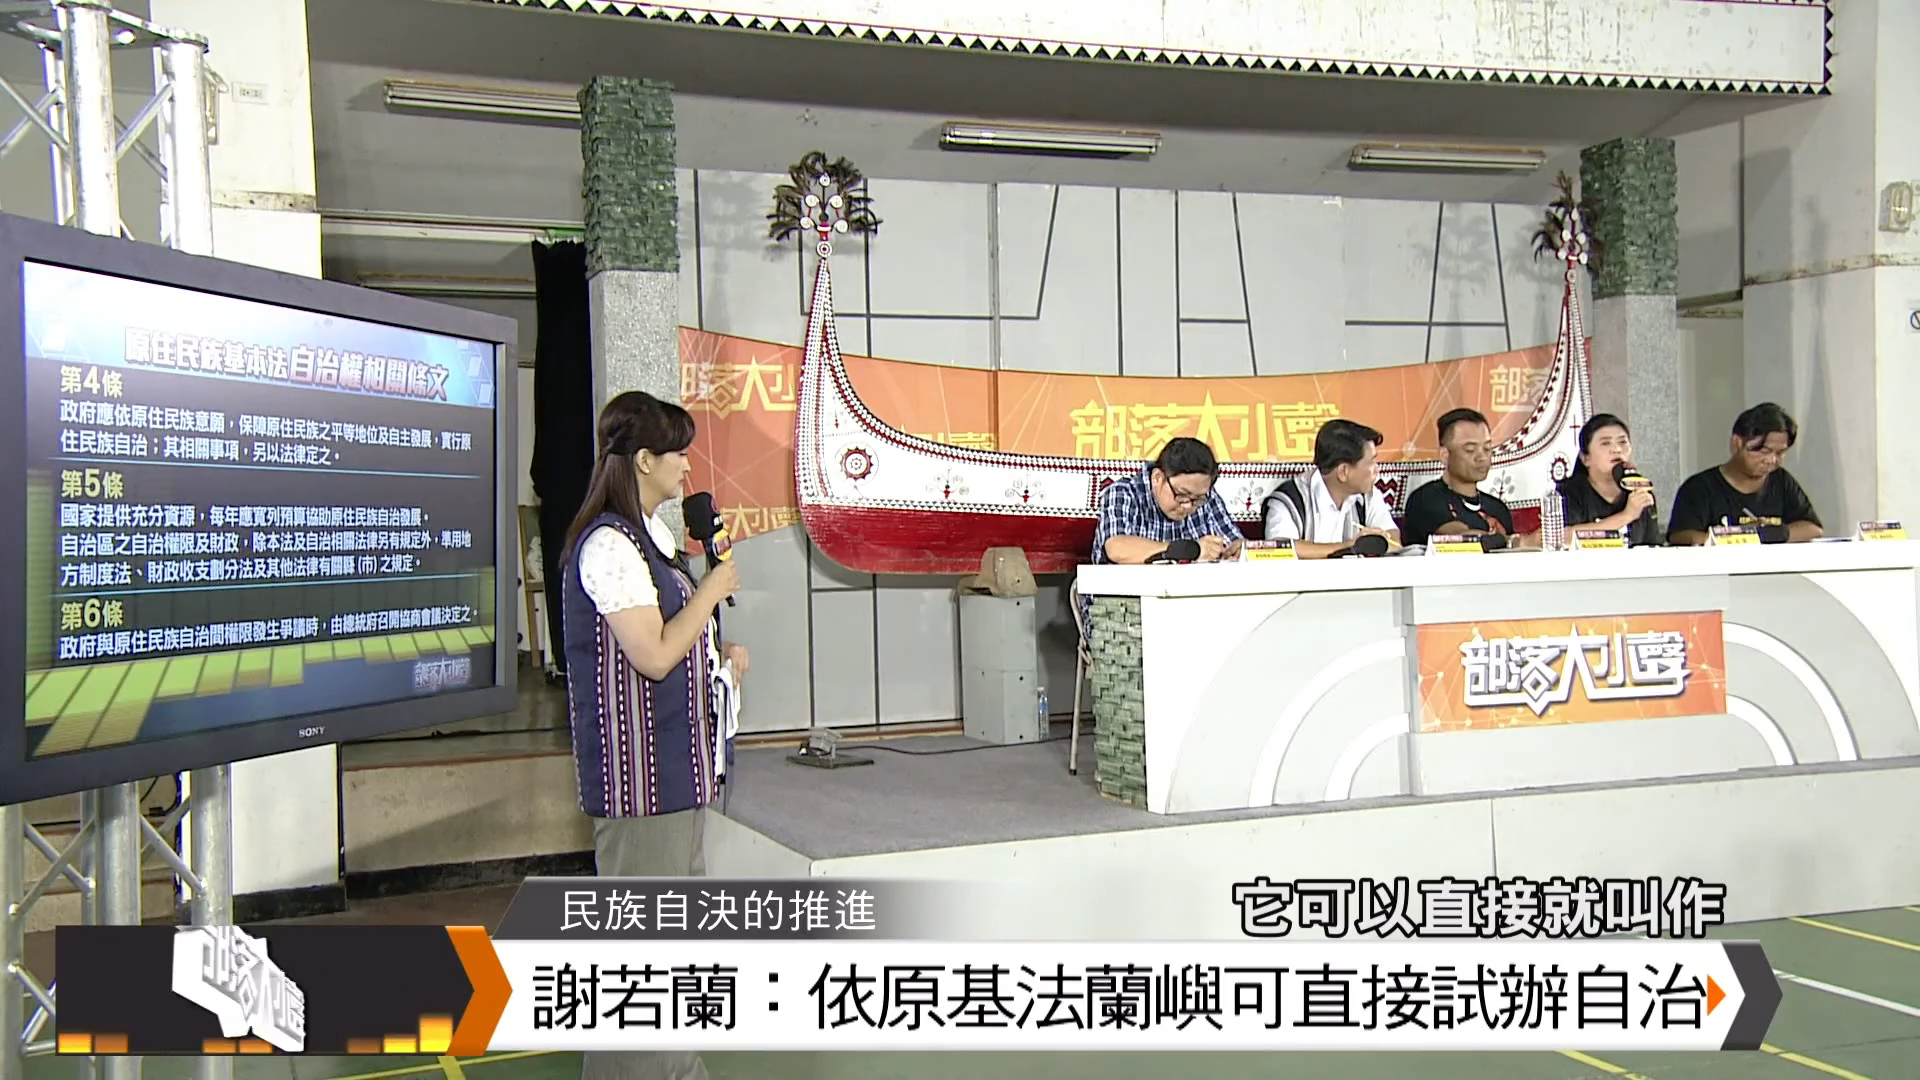 原住民族基本法自治權相關條文
第4條
政府應依原住民族意願，保障原住民族之平等地位及自主發展，實行原
住民族自治；其相關事項，另以法律定之。
第5條
國家提供充分資源，每年應寬列預算協助原住民族自治發展。
自治區之自治權限及財政，除本法及自治相關法律另有規定外，準用地
方制度法、財政收支劃分法及其他法律有關縣(市)之規定。
第6條
政府與原住民族自治間權限發生爭議時，由總統府召開協商會議決定之。
部落大小聲
SONY
部落大小聲
部落大小聲
部落
大小聲
部落大小聲
民族自決的推進
它可以直接就叫作
謝若蘭：依原基法蘭嶼可直接試辦自治
部落大小聲